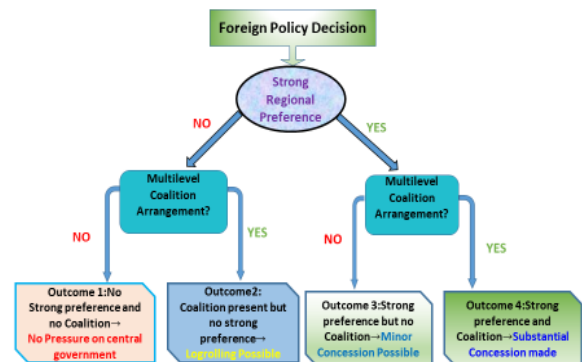 Foreign Policy Decision
Strong
Regional
Preference
NO
YES
Multilevel
Coalition
Arrangement?
Multilevel
Coalition
Arrangement?
NO
YES
NO
YES
Outcome 1:No
Strong preference and
no Coalition→
No Pressure on central
government
Outcome2:
Coalition present but
no strong
preference→
Logrolling Possible
Outcome 3:Strong
preference but no
Coalition→Minor
Concession Possible
Outcome 4:Strong
preference and
Coalition→Substantial
Concession made